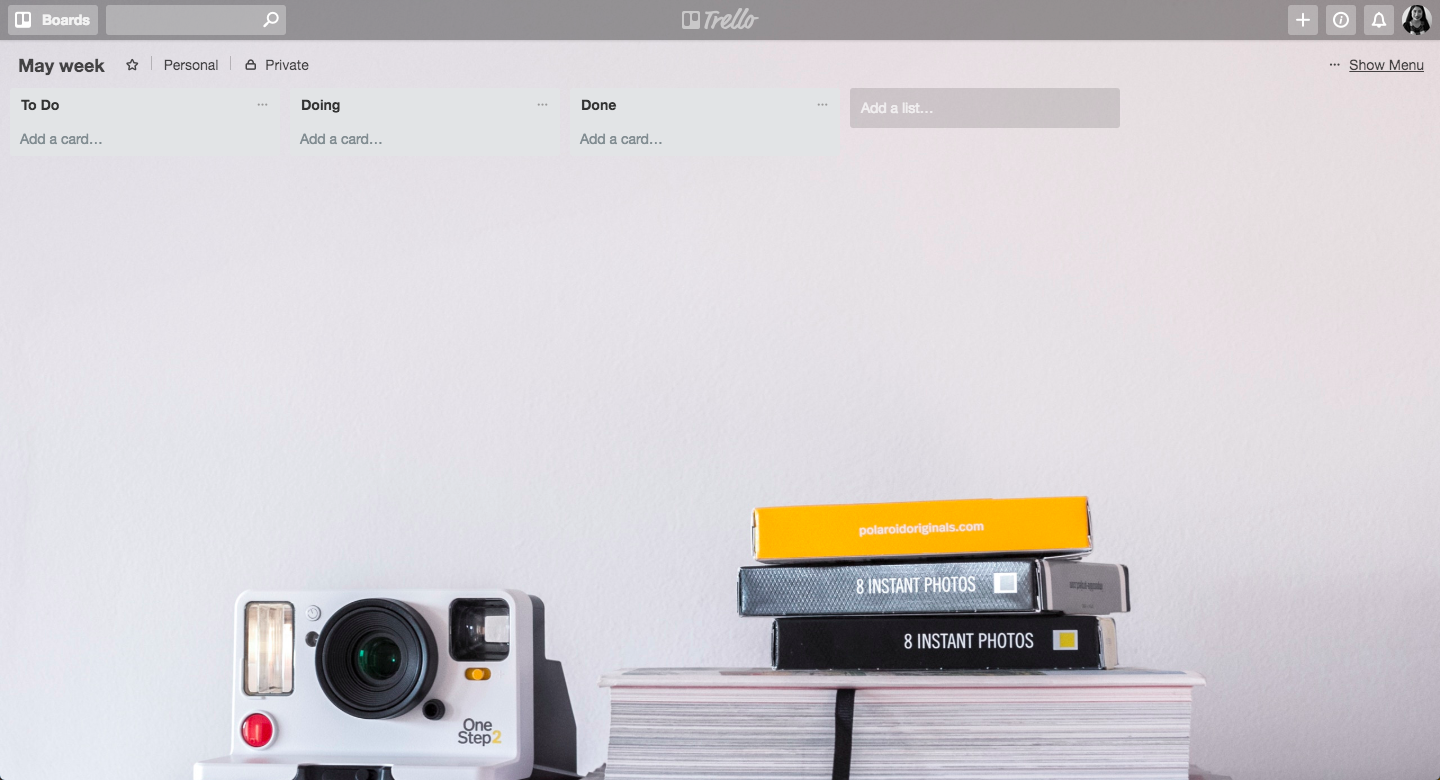 Boards
Trello
May week
Personal
Private
... Show Menu
To Do ...
Doing ...
Done ...
Add a list…
Add a card…
Add a card…
Add a card…
polaroidoriginals.com
8 INSTANT PHOTOS
8 INSTANT PHOTOS
One
Step2